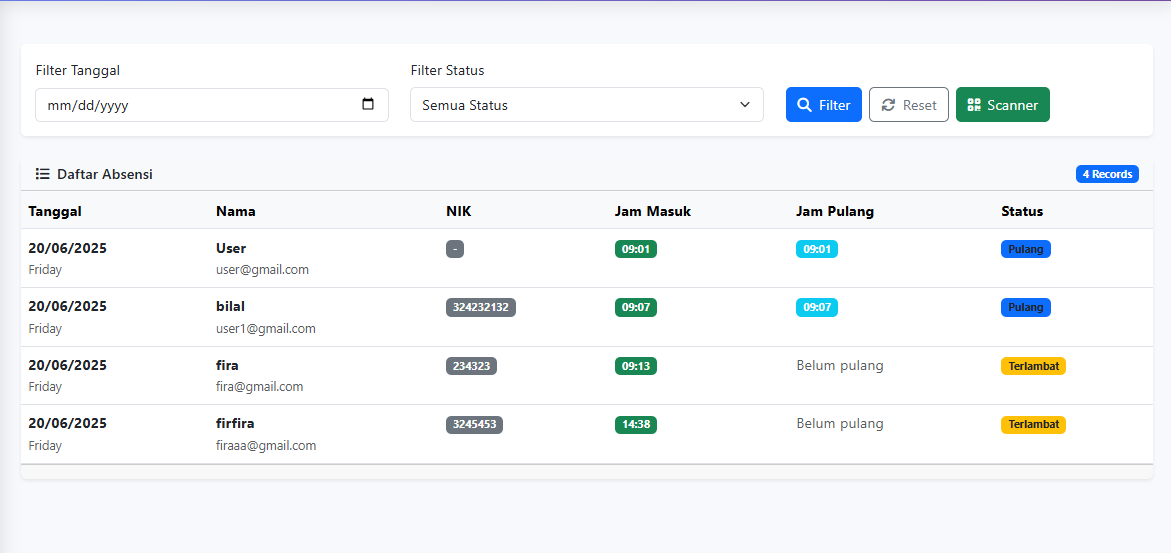 Filter Tanggal Filter Status
mm/dd/yyyy Semua Status Filter Reset Scanner
Daftar Absensi 4 Records
Tanggal Nama NIK Jam Masuk Jam Pulang Status
20/06/2025 User - 09:01 09:01 Pulang
Friday user@gmail.com
20/06/2025 bilal 324232132 09:07 09:07 Pulang
Friday user1@gmail.com
20/06/2025 fira 234323 09:13 Belum pulang Terlambat
Friday fira@gmail.com
20/06/2025 firfira 3245453 14:38 Belum pulang Terlambat
Friday firaaa@gmail.com